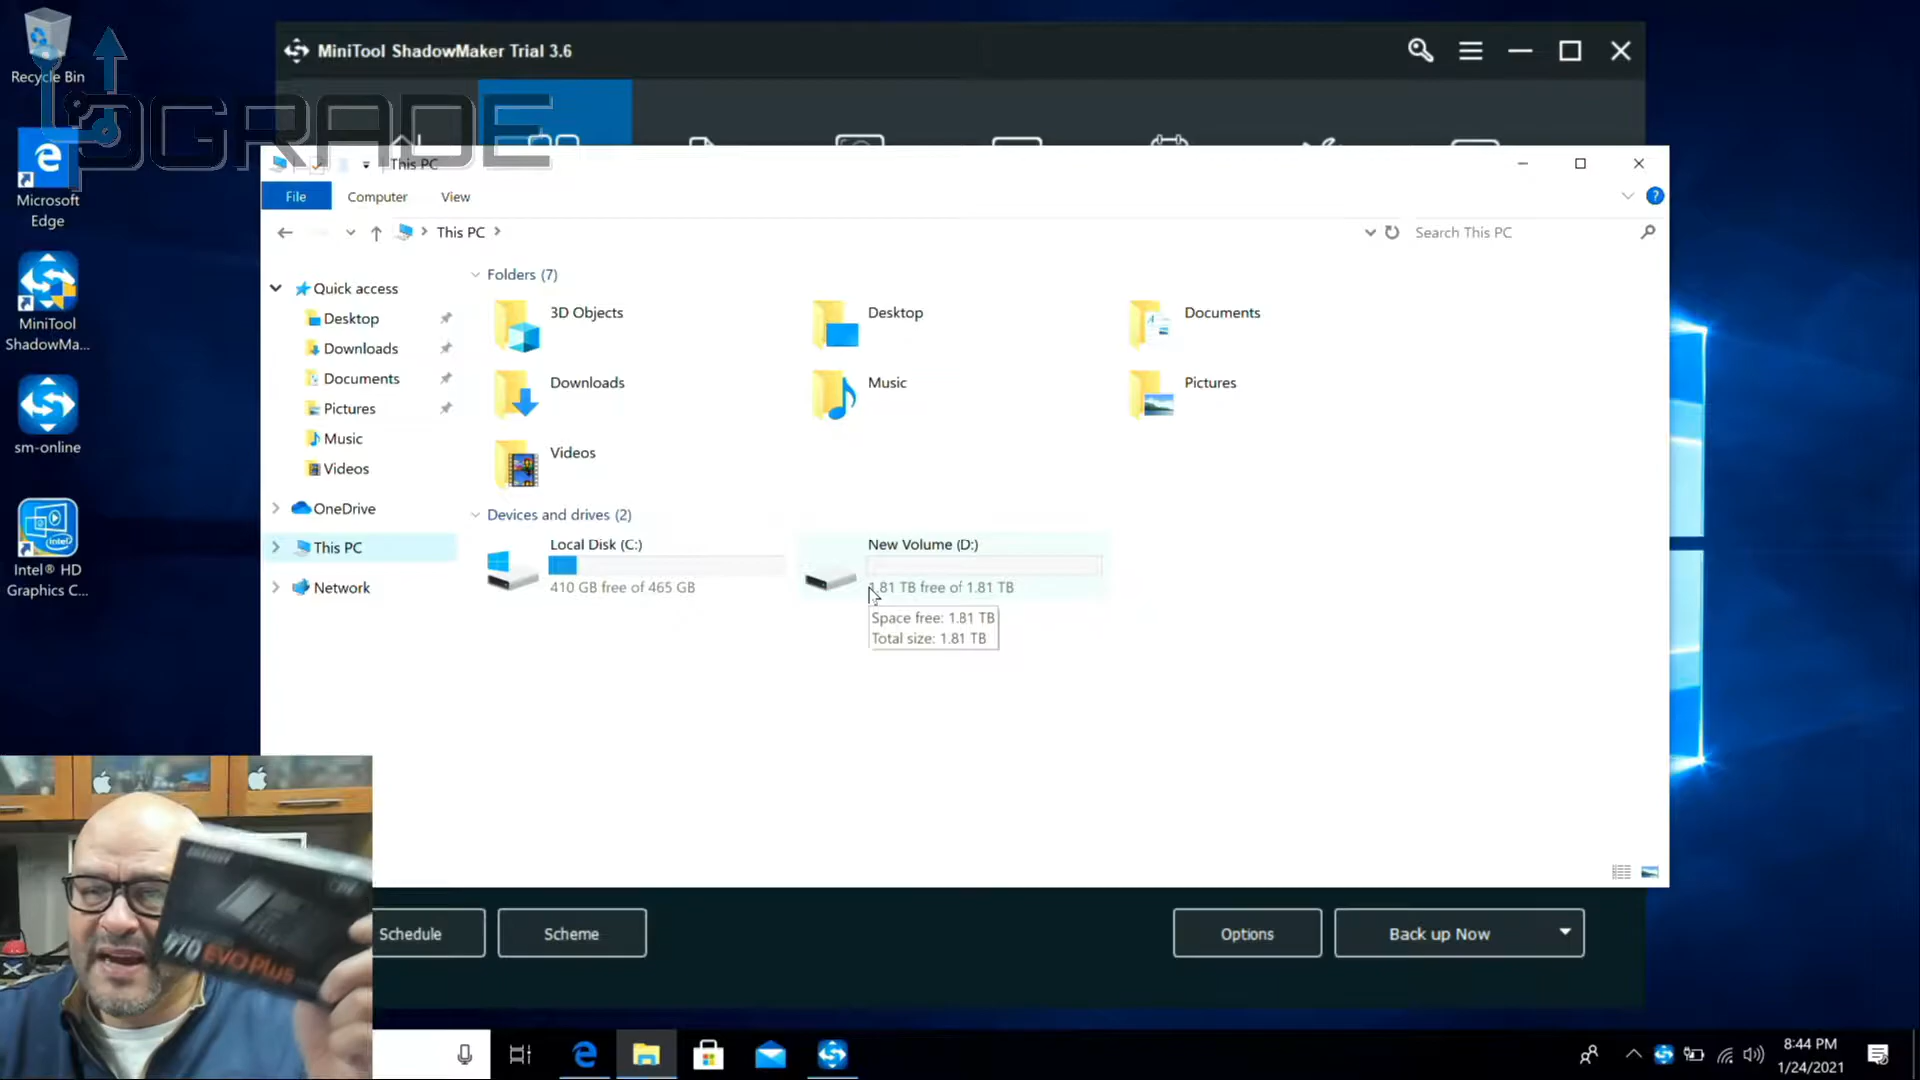 Recycle Bin
MiniTool ShadowMaker Trial 3.6
PGRADE
Microsoft
Edge
This PC
File
Computer
View
This PC
Search This PC
Quick access
Desktop
Downloads
Documents
Pictures
Music
Videos
OneDrive
This PC
Network
Folders (7)
3D Objects
Desktop
Documents
Downloads
Music
Pictures
Videos
Devices and drives (2)
Local Disk (C:)
410 GB free of 465 GB
New Volume (D:)
1.81 TB free of 1.81 TB
Space free: 1.81 TB
Total size: 1.81 TB
MiniTool
ShadowMa...
sm-online
intel
Intel® HD
Graphics C...
970 EVO Plus
Schedule
Scheme
Options
Back up Now
8:44 PM
1/24/2021